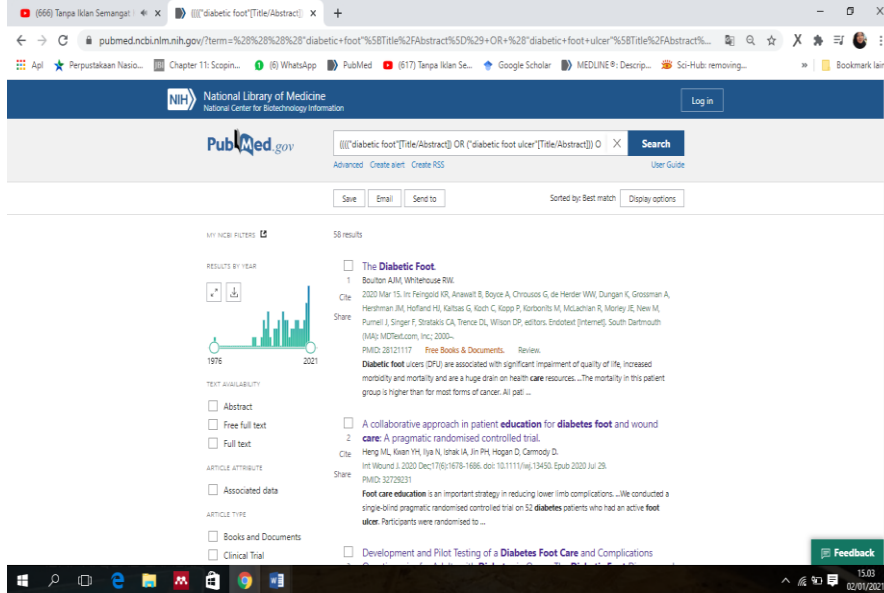 (666) Tanpa Iklan Semangat
((((("diabetic foot"[Title/Abstract])
pubmed.ncbi.nlm.nih.gov/?term=%28%28%28%28"diabetic+foot"%5BTitle%2FAbstract%5D%29+OR+%28"diabetic+foot+ulcer"%5BTitle%2FAbstract%...
Apl
Perpustakaan Nasio...
Chapter 11: Scopin...
(6) WhatsApp
PubMed
(617) Tanpa Iklan Se...
Google Scholar
MEDLINE®: Descrip...
Sci-Hub: removing...
»
Bookmark lain
NIH
National Library of Medicine
National Center for Biotechnology Information
Log in
PubMed.gov
(((("diabetic foot"[Title/Abstract]) OR ("diabetic foot ulcer"[Title/Abstract])) O
Search
Advanced Create alert Create RSS
User Guide
Save
Email
Send to
Sorted by: Best match
Display options
MY NCBI FILTERS
58 results
RESULTS BY YEAR
1976
2021
TEXT AVAILABILITY
Abstract
Free full text
Full text
ARTICLE ATTRIBUTE
Associated data
ARTICLE TYPE
Books and Documents
Clinical Trial
1
Cite
Share
The Diabetic Foot.
Boulton AJM, Whitehouse RW.
2020 Mar 15. In: Feingold KR, Anawalt B, Boyce A, Chrousos G, de Herder WW, Dungan K, Grossman A,
Hershman JM, Hofland HJ, Kaltsas G, Koch C, Kopp P, Korbonits M, McLachlan R, Morley JE, New M,
Purnell J, Singer F, Stratakis CA, Trence DL, Wilson DP, editors. Endotext [Internet]. South Dartmouth
(MA): MDText.com, Inc.; 2000–.
PMID: 28121117 Free Books & Documents. Review.
Diabetic foot ulcers (DFU) are associated with significant impairment of quality of life, increased
morbidity and mortality and are a huge drain on health care resources. ...The mortality in this patient
group is higher than for most forms of cancer. All pati ...
2
Cite
Share
A collaborative approach in patient education for diabetes foot and wound
care: A pragmatic randomised controlled trial.
Heng ML, Kwan YH, Ilya N, Ishak IA, Jin PH, Hogan D, Carmody D.
Int Wound J. 2020 Dec;17(6):1678-1686. doi: 10.1111/iwj.13450. Epub 2020 Jul 29.
PMID: 32729231
Foot care education is an important strategy in reducing lower limb complications. ...We conducted a
single-blind pragmatic randomised controlled trial on 52 diabetes patients who had an active foot
ulcer. Participants were randomised to ...
Development and Pilot Testing of a Diabetes Foot Care and Complications
Feedback
15.03
02/01/2021